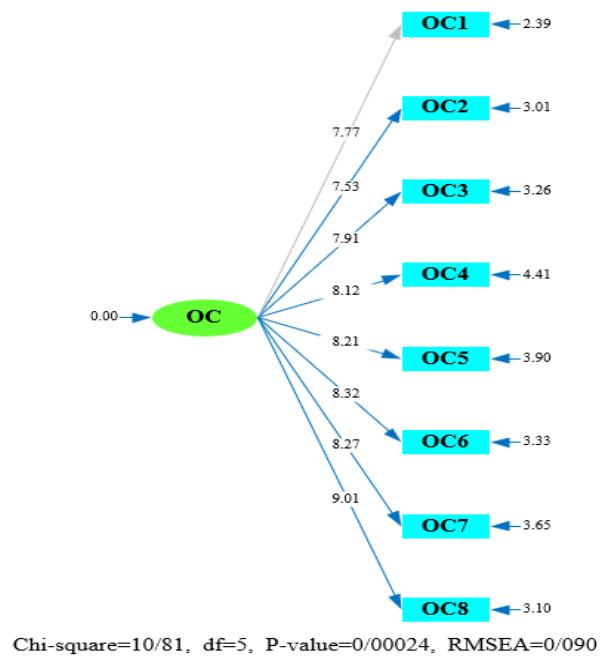 OC1
2.39
OC2
3.01
7.77
7.53
OC3
3.26
7.91
OC4
4.41
8.12
0.00
OC
8.21
OC5
3.90
8.32
OC6
3.33
8.27
9.01
OC7
3.65
OC8
3.10
Chi-square=10/81, df=5, P-value=0/00024, RMSEA=0/090